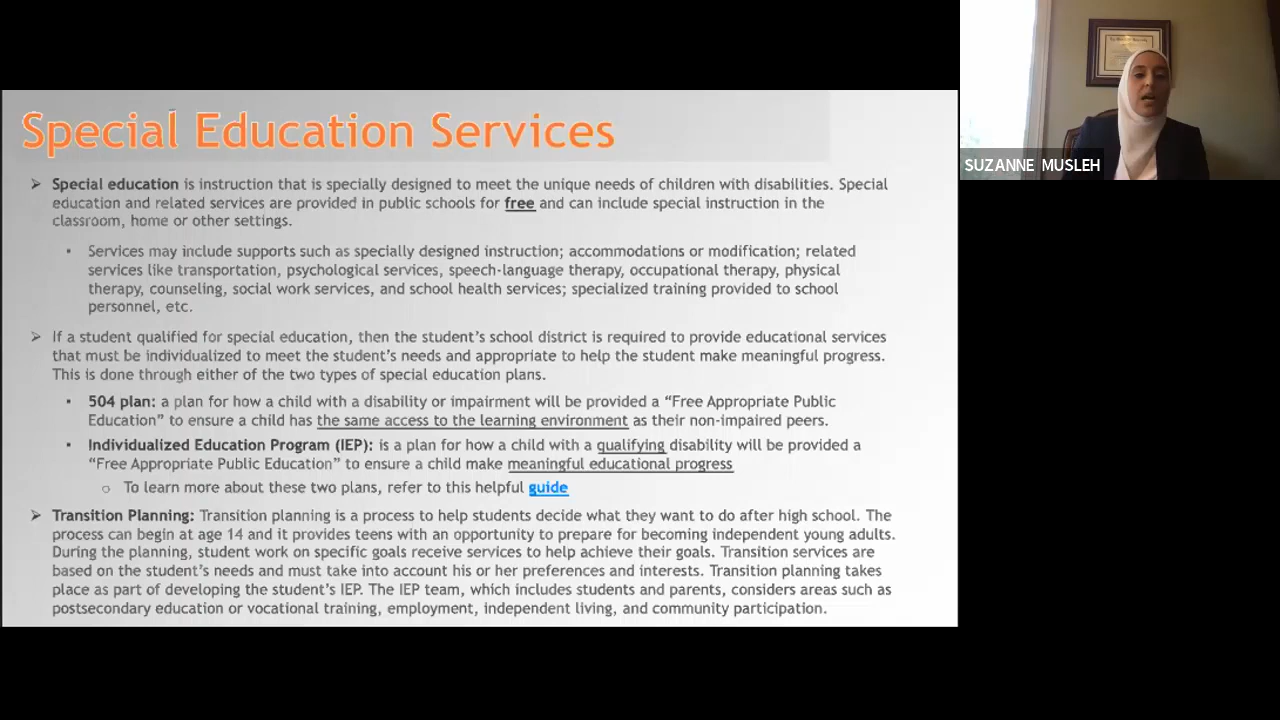 Special Education Services
➢ Special education is instruction that is specially designed to meet the unique needs of children with disabilities. Special
education and related services are provided in public schools for free and can include special instruction in the
classroom, home or other settings.
▪ Services may include supports such as specially designed instruction; accommodations or modification; related
services like transportation, psychological services, speech-language therapy, occupational therapy, physical
therapy, counseling, social work services, and school health services; specialized training provided to school
personnel, etc.
➢ If a student qualified for special education, then the student's school district is required to provide educational services
that must be individualized to meet the student's needs and appropriate to help the student make meaningful progress.
This is done through either of the two types of special education plans.
▪ 504 plan: a plan for how a child with a disability or impairment will be provided a “Free Appropriate Public
Education” to ensure a child has the same access to the learning environment as their non-impaired peers.
▪ Individualized Education Program (IEP): is a plan for how a child with a qualifying disability will be provided a
“Free Appropriate Public Education” to ensure a child make meaningful educational progress
○ To learn more about these two plans, refer to this helpful guide
➢ Transition Planning: Transition planning is a process to help students decide what they want to do after high school. The
process can begin at age 14 and it provides teens with an opportunity to prepare for becoming independent young adults.
During the planning, student work on specific goals receive services to help achieve their goals. Transition services are
based on the student's needs and must take into account his or her preferences and interests. Transition planning takes
place as part of developing the student's IEP. The IEP team, which includes students and parents, considers areas such as
postsecondary education or vocational training, employment, independent living, and community participation.
SUZANNE MUSLEH